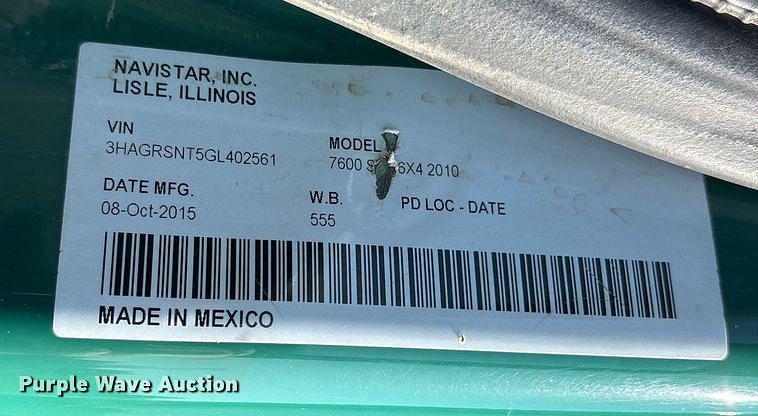 NAVISTAR, INC.
LISLE, ILLINOIS
VIN
3HAGRSNT5GL402561
MODEL
7600 6X4 2010
DATE MFG.
08-Oct-2015
W.B.
555
PD LOC - DATE
MADE IN MEXICO
Purple Wave Auction